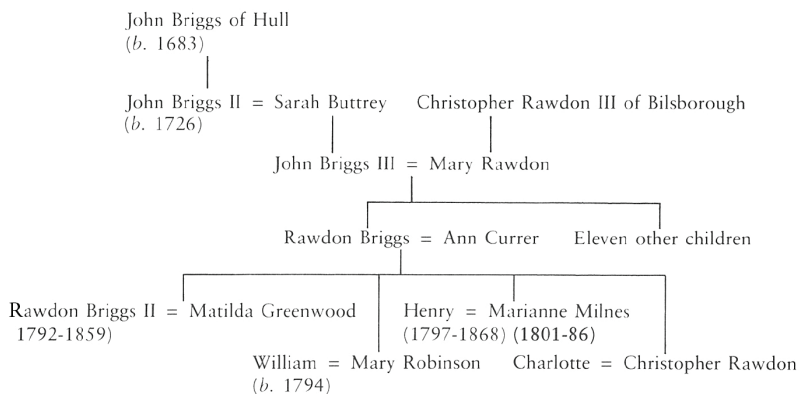 John Briggs of Hull
(b. 1683)
John Briggs II = Sarah Buttrey Christopher Rawdon III of Bilsborough
(b. 1726)
John Briggs III = Mary Rawdon
Rawdon Briggs = Ann Currer Eleven other children
Rawdon Briggs II = Matilda Greenwood Henry = Marianne Milnes
1792-1859) (1797-1868) (1801-86)
William = Mary Robinson Charlotte = Christopher Rawdon
(b. 1794)